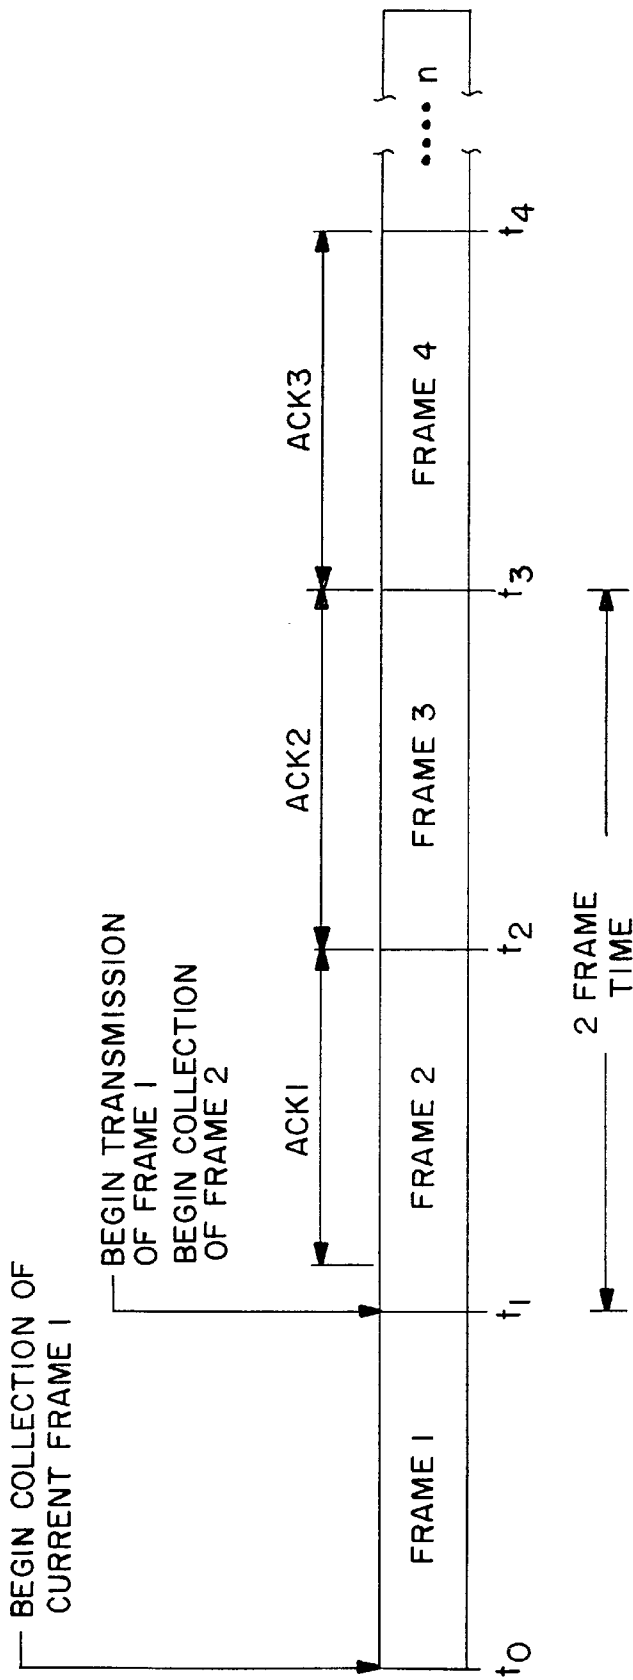 BEGIN COLLECTION OF
CURRENT FRAME 1
BEGIN TRANSMISSION
OF FRAME 1
BEGIN COLLECTION
OF FRAME 2
ACK1
ACK2
ACK3
FRAME 1
FRAME 2
FRAME 3
FRAME 4
•••• n
t0
t1
t2
t3
t4
2 FRAME
TIME